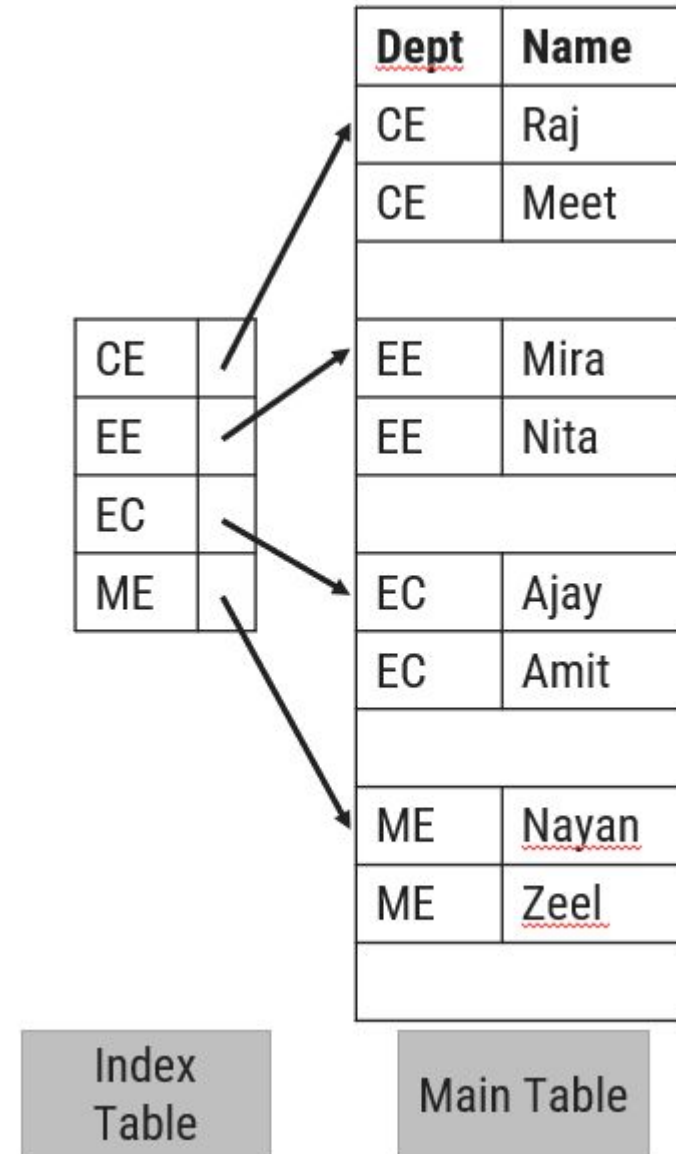 Dept Name
CE Raj
CE Meet
CE
EE Mira
EE
EE Nita
EC
ME
EC Ajay
EC Amit
ME Nayan
ME Zeel
Index
Table
Main Table